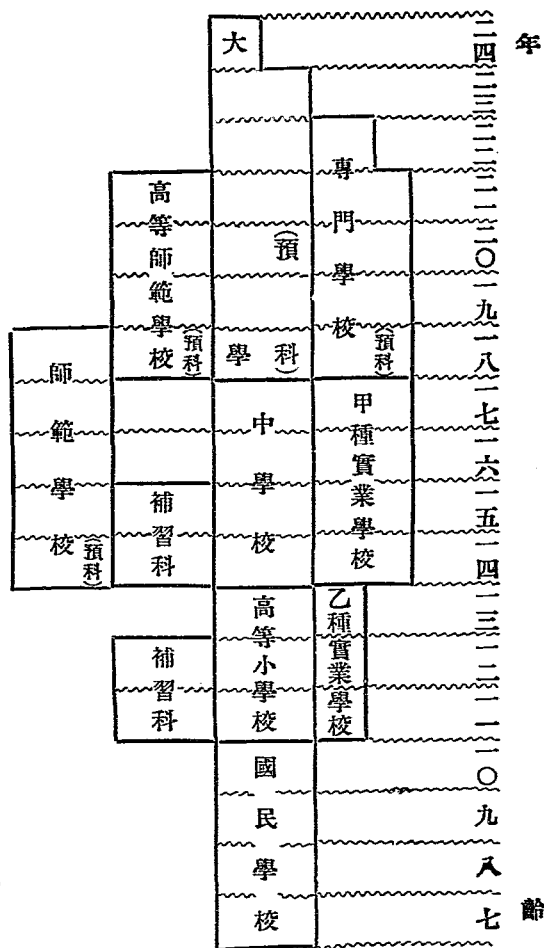 年齡
二四
二三
二二
二一
二〇
一九
一八
一七
一六
一五
一四
一三
一二
一一
一〇
九
八
七
大學
（預科）
專門學校
（預科）
高等師範學校
（預科）
師範學校
（預科）
甲種實業學校
中學校
補習科
乙種實業學校
高等小學校
補習科
國民學校